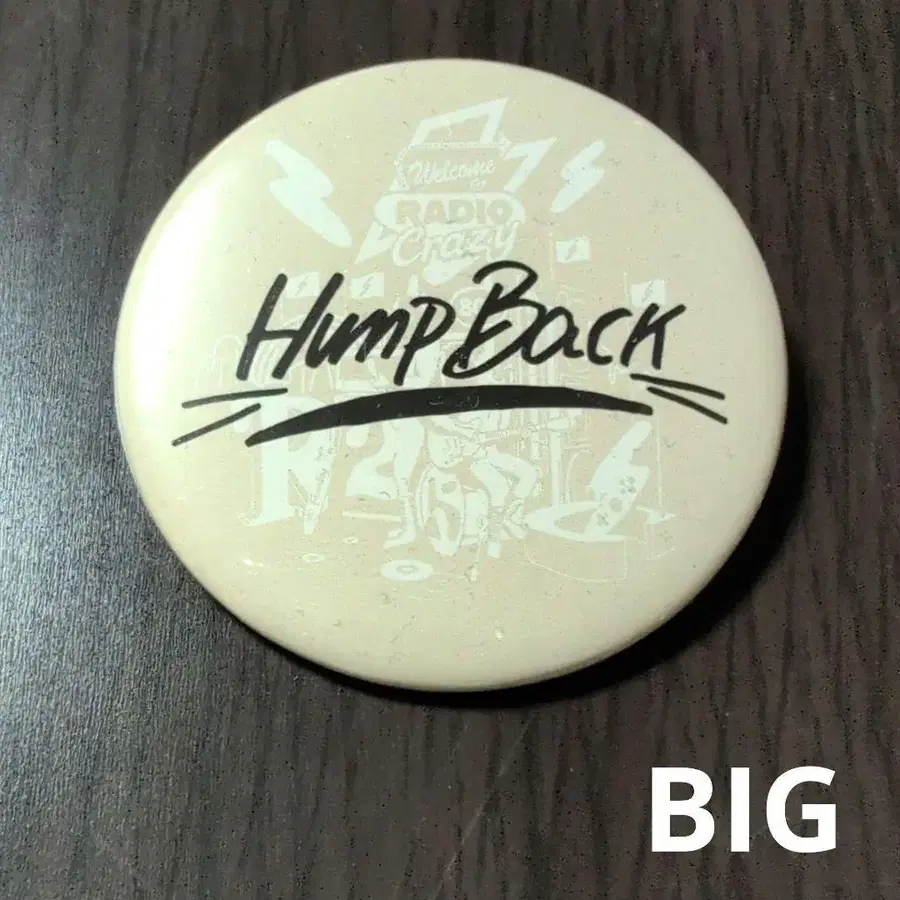 Welcome
to
RADIO
Crazy
Hump Back
BIG